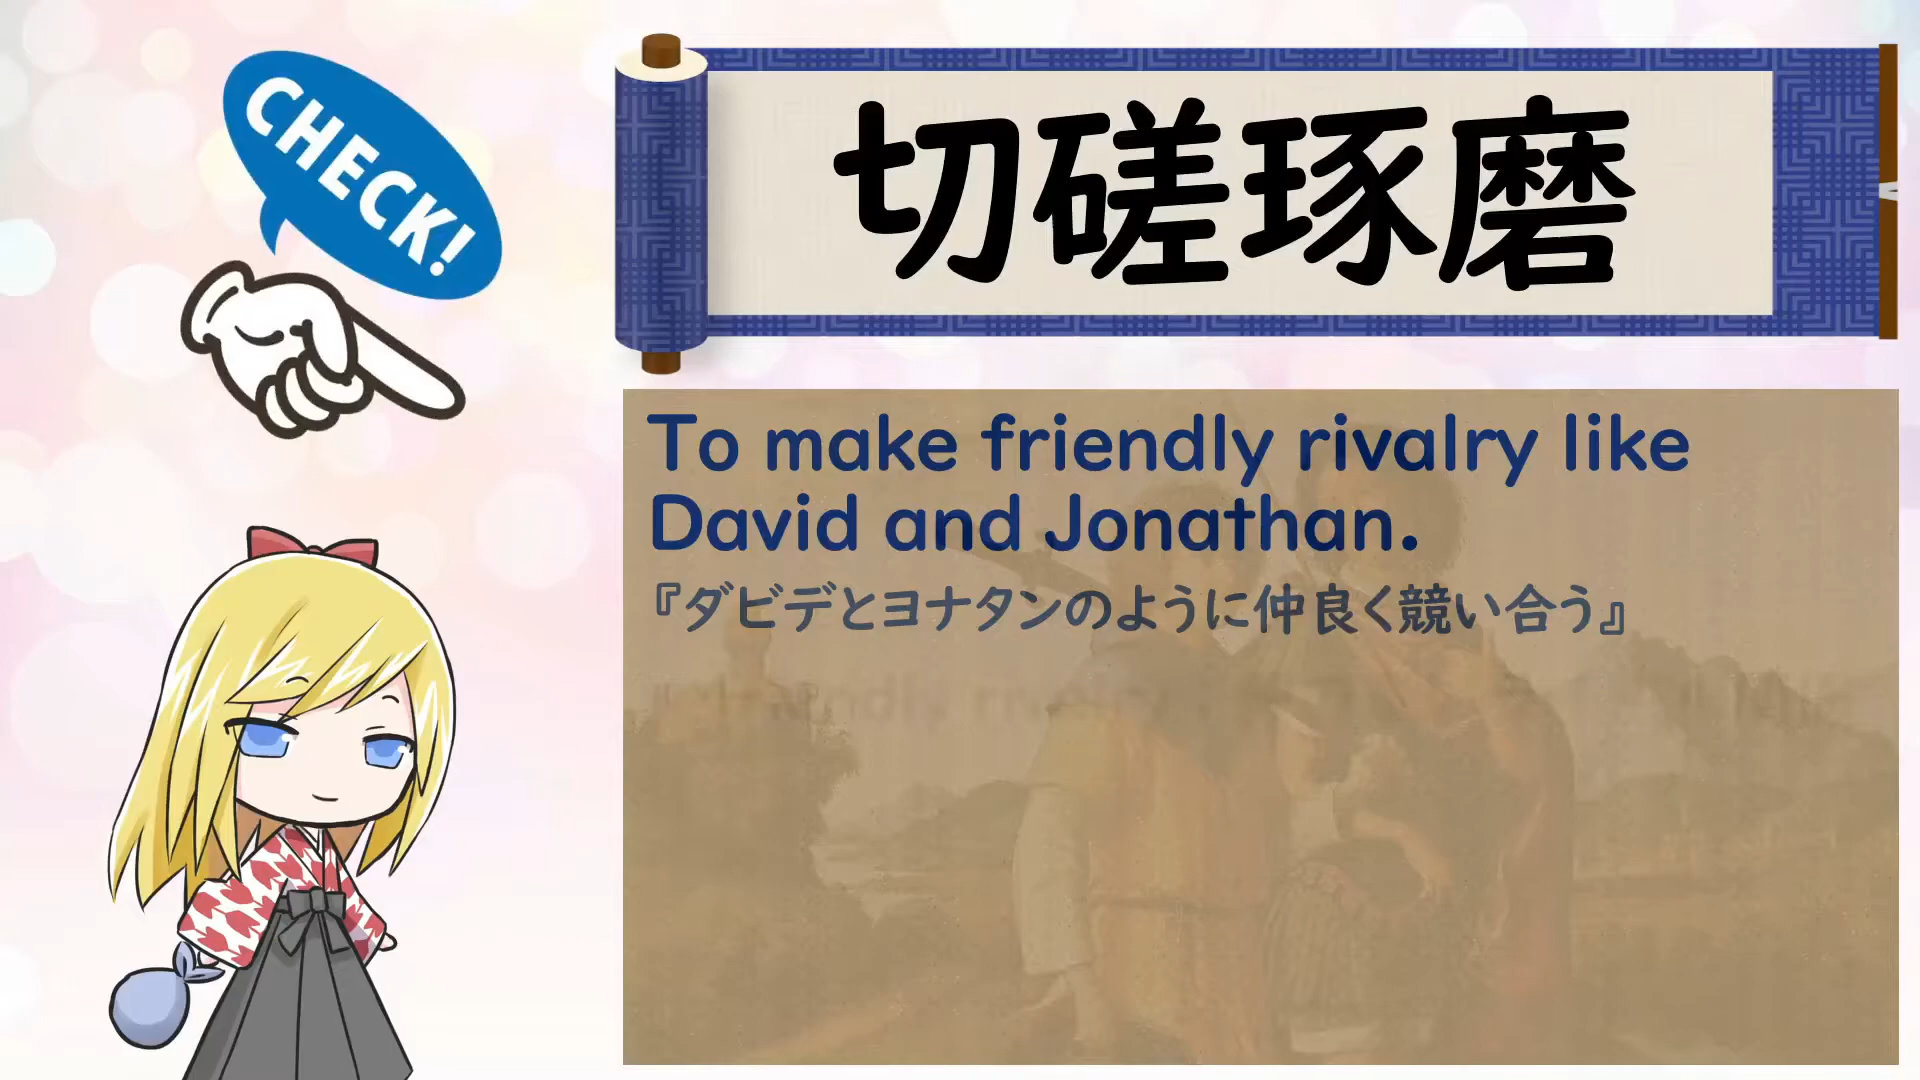 CHECK!
切磋琢磨
To make friendly rivalry like
David and Jonathan.
『ダビデとヨナタンのように仲良く競い合う』